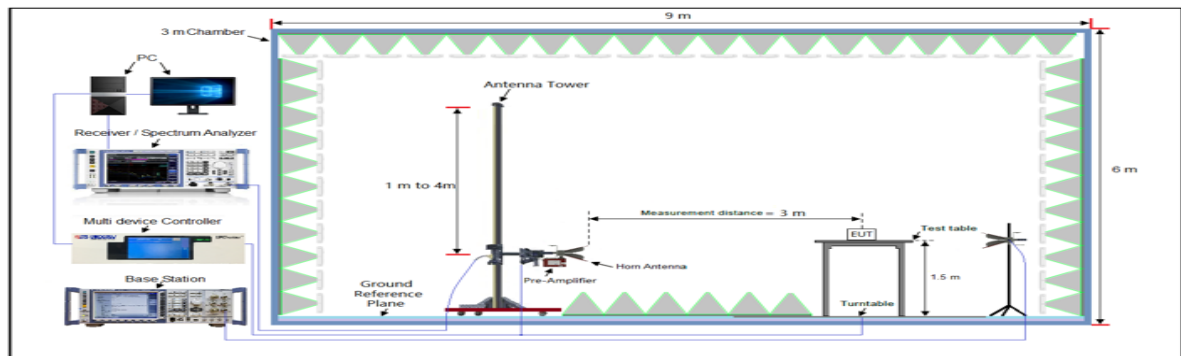 9 m
3 m Chamber
PC
Antenna Tower
Receiver / Spectrum Analyzer
6 m
1 m to 4m
Measurement distance = 3 m
Multi device Controller
EUT
Test table
Horn Antenna
Pre-Amplifier
1.5 m
Base Station
Ground
Reference
Plane
Turntable